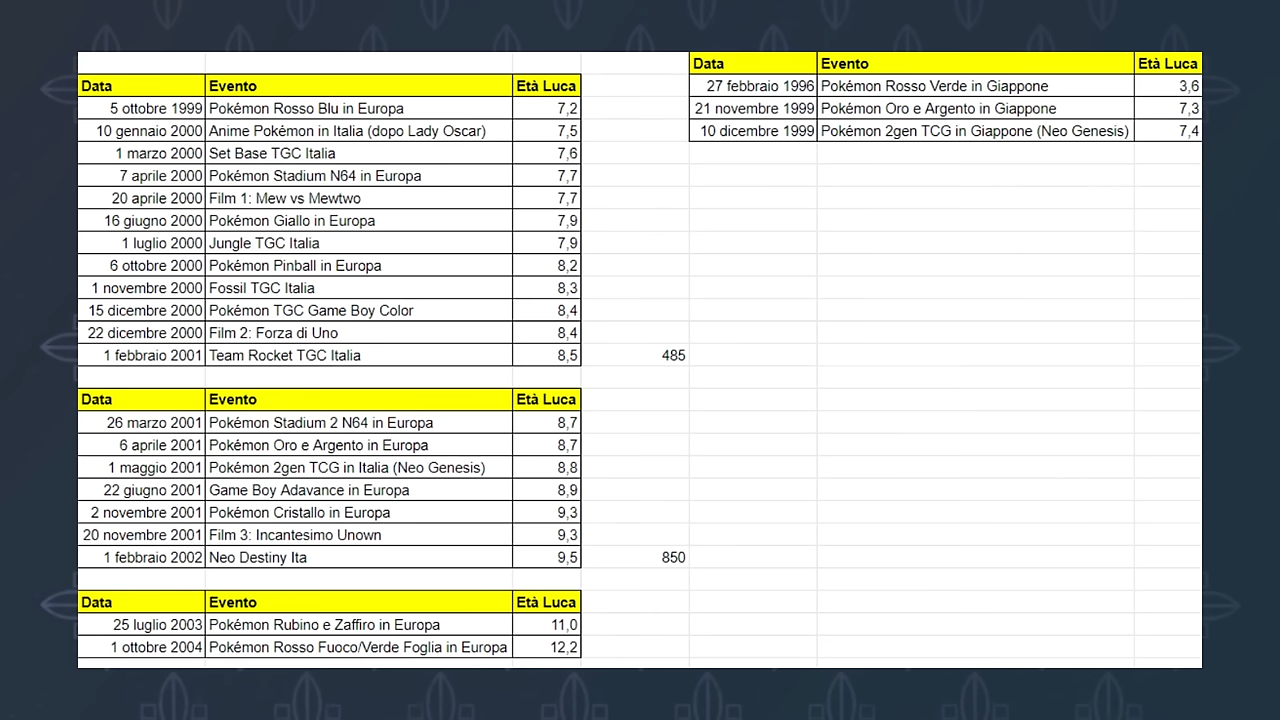 Data Evento Età Luca
5 ottobre 1999 Pokémon Rosso Blu in Europa 7,2
10 gennaio 2000 Anime Pokémon in Italia (dopo Lady Oscar) 7,5
1 marzo 2000 Set Base TGC Italia 7,6
7 aprile 2000 Pokémon Stadium N64 in Europa 7,7
20 aprile 2000 Film 1: Mew vs Mewtwo 7,7
16 giugno 2000 Pokémon Giallo in Europa 7,9
1 luglio 2000 Jungle TGC Italia 7,9
6 ottobre 2000 Pokémon Pinball in Europa 8,2
1 novembre 2000 Fossil TGC Italia 8,3
15 dicembre 2000 Pokémon TGC Game Boy Color 8,4
22 dicembre 2000 Film 2: Forza di Uno 8,4
1 febbraio 2001 Team Rocket TGC Italia 8,5 485
Data Evento Età Luca
26 marzo 2001 Pokémon Stadium 2 N64 in Europa 8,7
6 aprile 2001 Pokémon Oro e Argento in Europa 8,7
1 maggio 2001 Pokémon 2gen TCG in Italia (Neo Genesis) 8,8
22 giugno 2001 Game Boy Adavance in Europa 8,9
2 novembre 2001 Pokémon Cristallo in Europa 9,3
20 novembre 2001 Film 3: Incantesimo Unown 9,3
1 febbraio 2002 Neo Destiny Ita 9,5 850
Data Evento Età Luca
25 luglio 2003 Pokémon Rubino e Zaffiro in Europa 11,0
1 ottobre 2004 Pokémon Rosso Fuoco/Verde Foglia in Europa 12,2
Data Evento Età Luca
27 febbraio 1996 Pokémon Rosso Verde in Giappone 3,6
21 novembre 1999 Pokémon Oro e Argento in Giappone 7,3
10 dicembre 1999 Pokémon 2gen TCG in Giappone (Neo Genesis) 7,4